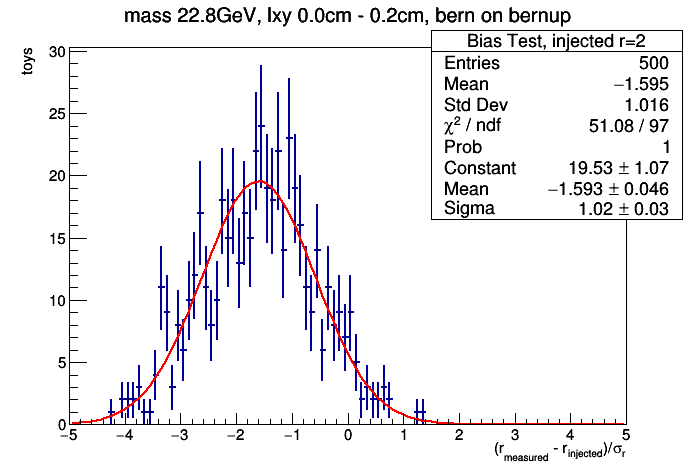 mass 22.8GeV, lxy 0.0cm - 0.2cm, bern on bernup
Bias Test, injected r=2
Entries 500
Mean −1.595
Std Dev 1.016
χ² / ndf 51.08 / 97
Prob 1
Constant 19.53 ± 1.07
Mean −1.593 ± 0.046
Sigma 1.02 ± 0.03
toys
30
25
20
15
10
5
0
−5 −4 −3 −2 −1 0 1 2 3 4 5
(r_measured - r_injected)/σ_r